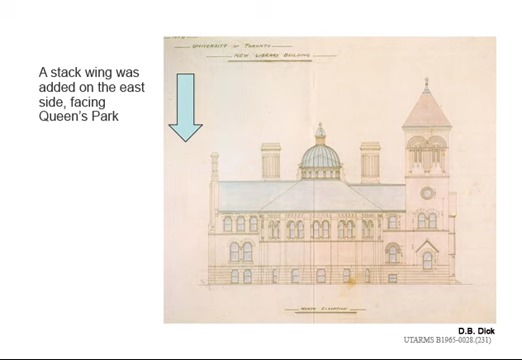 A stack wing was
added on the east
side, facing
Queen's Park
UNIVERSITY OF TORONTO
NEW LIBRARY BUILDING
NORTH ELEVATION
D.B. Dick
UTARMS B1965-0028.(231)